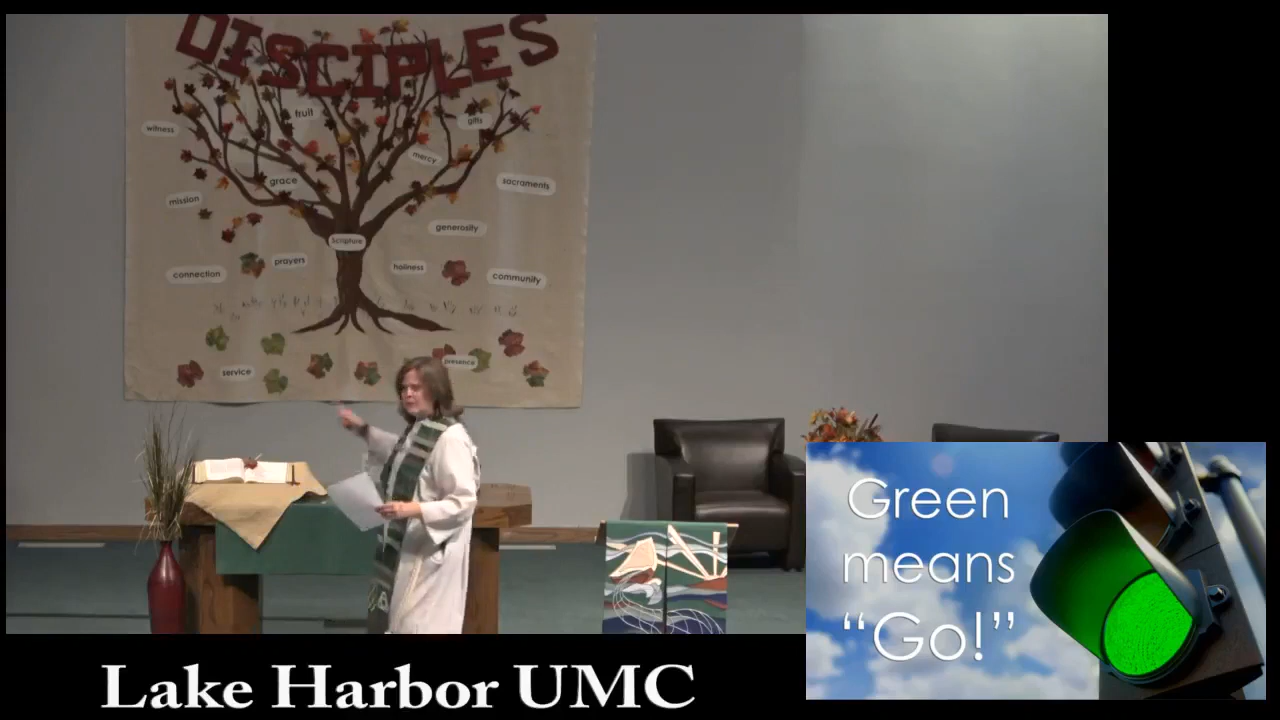 DISCIPLES
fruit
gifts
witness
mercy
grace
sacraments
mission
generosity
Scripture
prayers
holiness
connection
community
presence
service
Green
means
“Go!”
Lake Harbor UMC